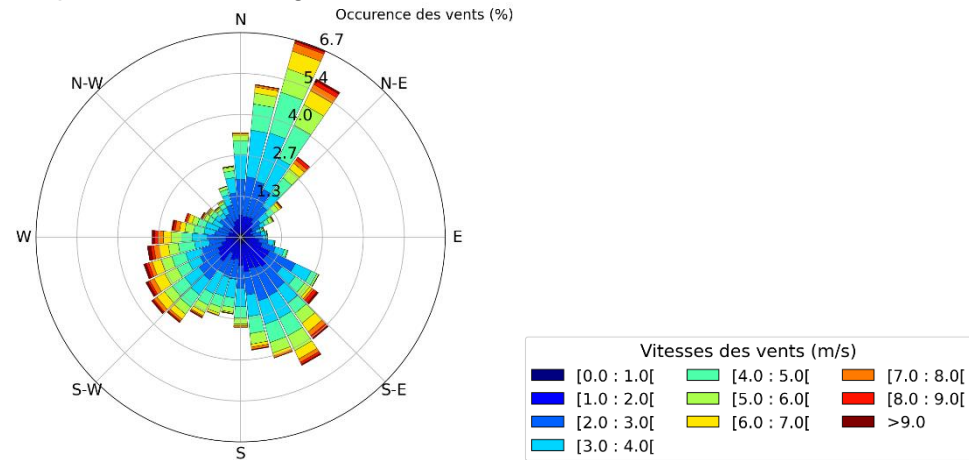 Occurence des vents (%)
N
6.7
N-W
5.4
N-E
4.0
2.7
1.3
W
E
S-W
S-E
S
Vitesses des vents (m/s)
[0.0 : 1.0[
[4.0 : 5.0[
[7.0 : 8.0[
[1.0 : 2.0[
[5.0 : 6.0[
[8.0 : 9.0[
[2.0 : 3.0[
[6.0 : 7.0[
>9.0
[3.0 : 4.0[